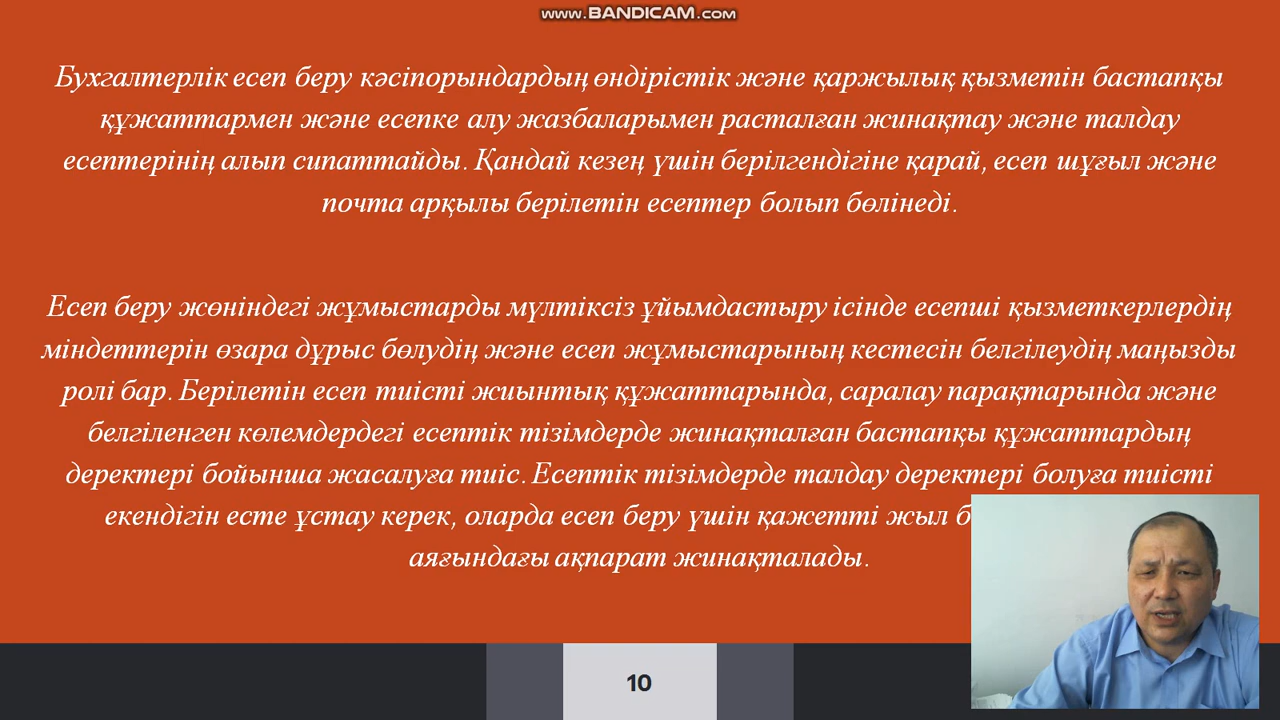 www.BANDICAM.com
Бухгалтерлік есеп беру кәсіпорындардың өндірістік және қаржылық қызметін бастапқы
құжаттармен және есепке алу жазбаларымен расталған жинақтау және талдау
есептерінің алып сипаттайды. Қандай кезең үшін берілгендігіне қарай, есеп шұғыл және
почта арқылы берілетін есептер болып бөлінеді.
Есеп беру жөніндегі жұмыстарды мүлтіксіз ұйымдастыру ісінде есепші қызметкерлердің
міндеттерін өзара дұрыс бөлудің және есеп жұмыстарының кестесін белгілеудің маңызды
ролі бар. Берілетін есеп тиісті жиынтық құжаттарында, саралау парақтарында және
белгіленген көлемдердегі есептік тізімдерде жинақталған бастапқы құжаттардың
деректері бойынша жасалуға тиіс. Есептік тізімдерде талдау деректері болуға тиісті
екендігін есте ұстау керек, оларда есеп беру үшін қажетті жыл
аяғындағы ақпарат жинақталады.
10